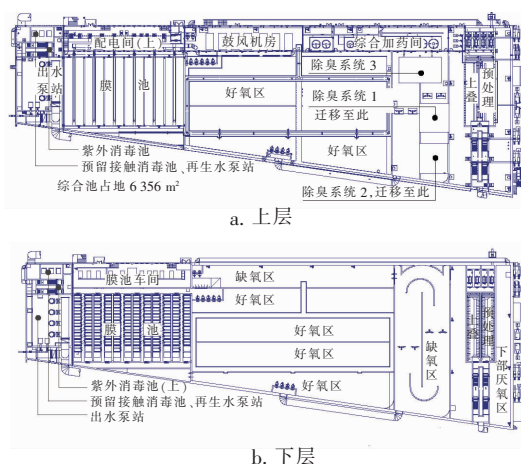 配电间(上)
鼓风机房
综合加药间
出水
泵站
膜
池
好氧区
除臭系统 3
除臭系统 1
迁移至此
上叠
预处理
紫外消毒池
预留接触消毒池、再生水泵站
综合池占地 6 356 m²
好氧区
除臭系统 2,迁移至此
a. 上层
膜池车间
缺氧区
好氧区
膜
池
好氧区
好氧区
缺氧区
上叠
预处理
下部厌氧区
紫外消毒池(上)
预留接触消毒池、再生水泵站
出水泵站
好氧区
b. 下层